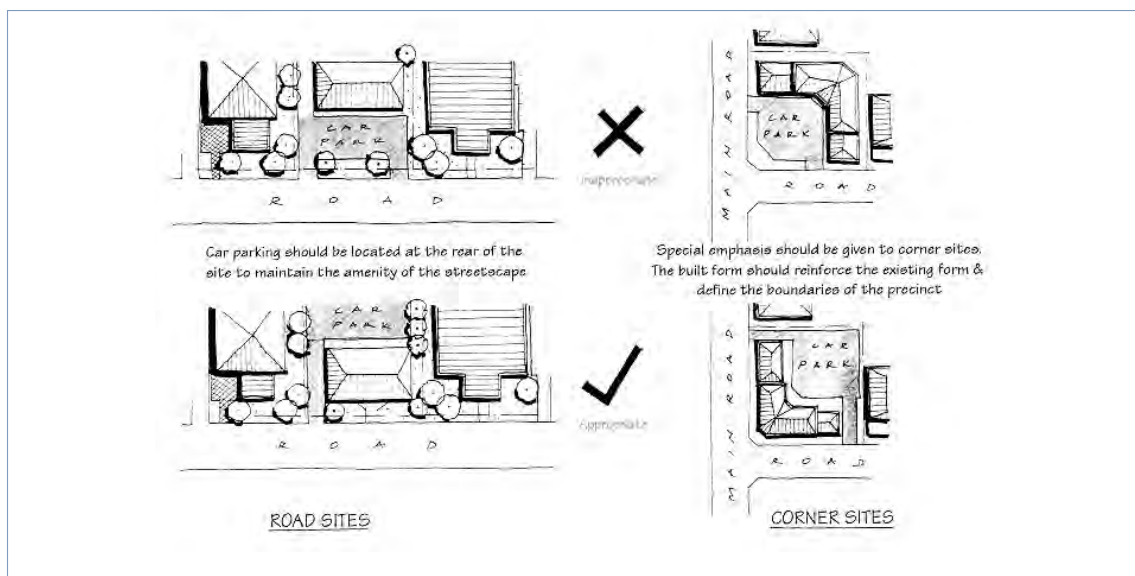 CAR
PARK
ROAD
Inappropriate
CAR
PARK
MAIN ROAD
ROAD
Car parking should be located at the rear of the
site to maintain the amenity of the streetscape
Special emphasis should be given to corner sites.
The built form should reinforce the existing form &
define the boundaries of the precinct
CAR
PARK
ROAD
Appropriate
CAR
PARK
MAIN ROAD
ROAD
ROAD SITES
CORNER SITES